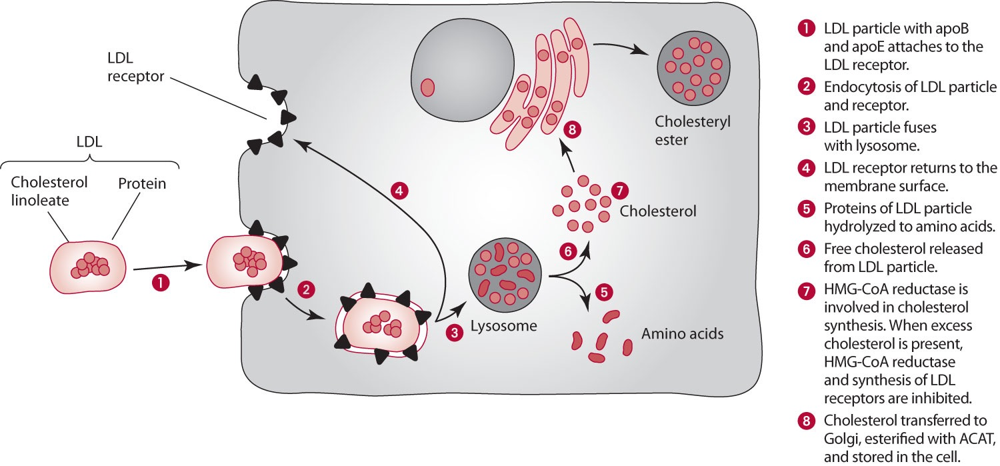 LDL
receptor
LDL
Cholesterol
linoleate
Protein
1
2
3
4
Lysosome
5
6
Amino acids
7
Cholesterol
8
Cholesteryl
ester
1 LDL particle with apoB
and apoE attaches to the
LDL receptor.
2 Endocytosis of LDL particle
and receptor.
3 LDL particle fuses
with lysosome.
4 LDL receptor returns to the
membrane surface.
5 Proteins of LDL particle
hydrolyzed to amino acids.
6 Free cholesterol released
from LDL particle.
7 HMG-CoA reductase is
involved in cholesterol
synthesis. When excess
cholesterol is present,
HMG-CoA reductase
and synthesis of LDL
receptors are inhibited.
8 Cholesterol transferred to
Golgi, esterified with ACAT,
and stored in the cell.